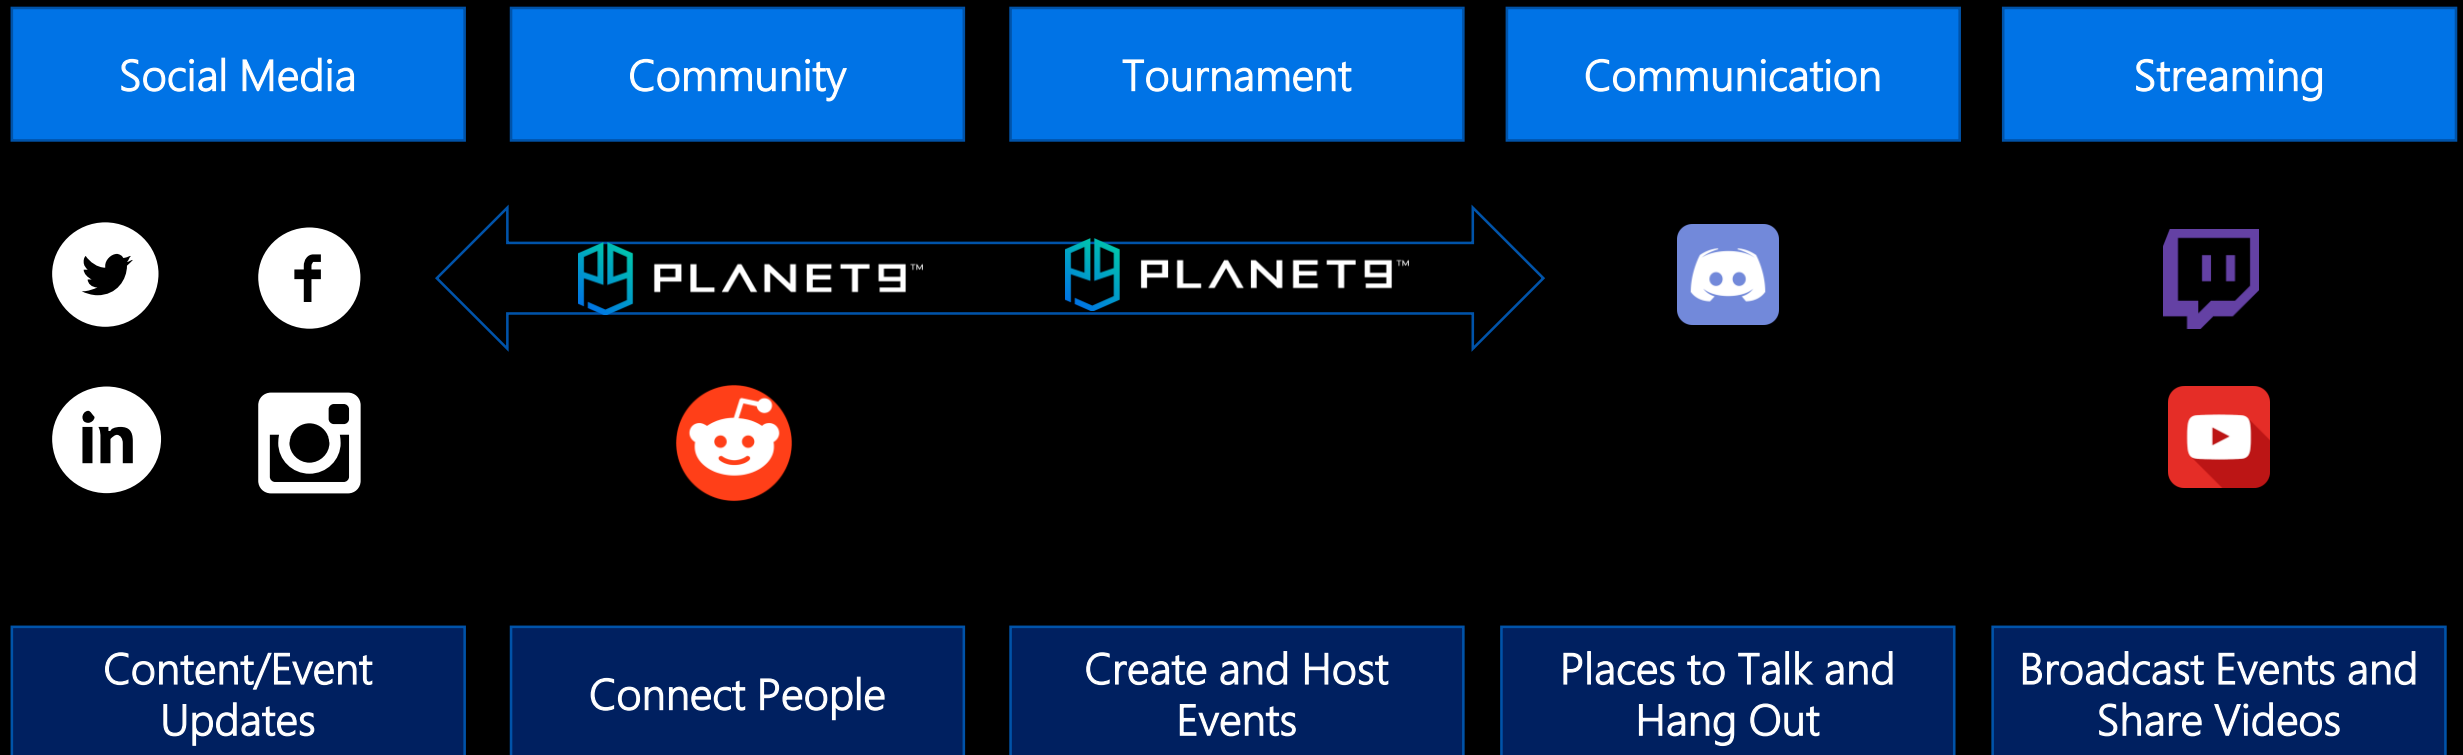 Social Media
Community
Tournament
Communication
Streaming
PLANET9™
PLANET9™
f
in
Content/Event
Updates
Connect People
Create and Host
Events
Places to Talk and
Hang Out
Broadcast Events and
Share Videos